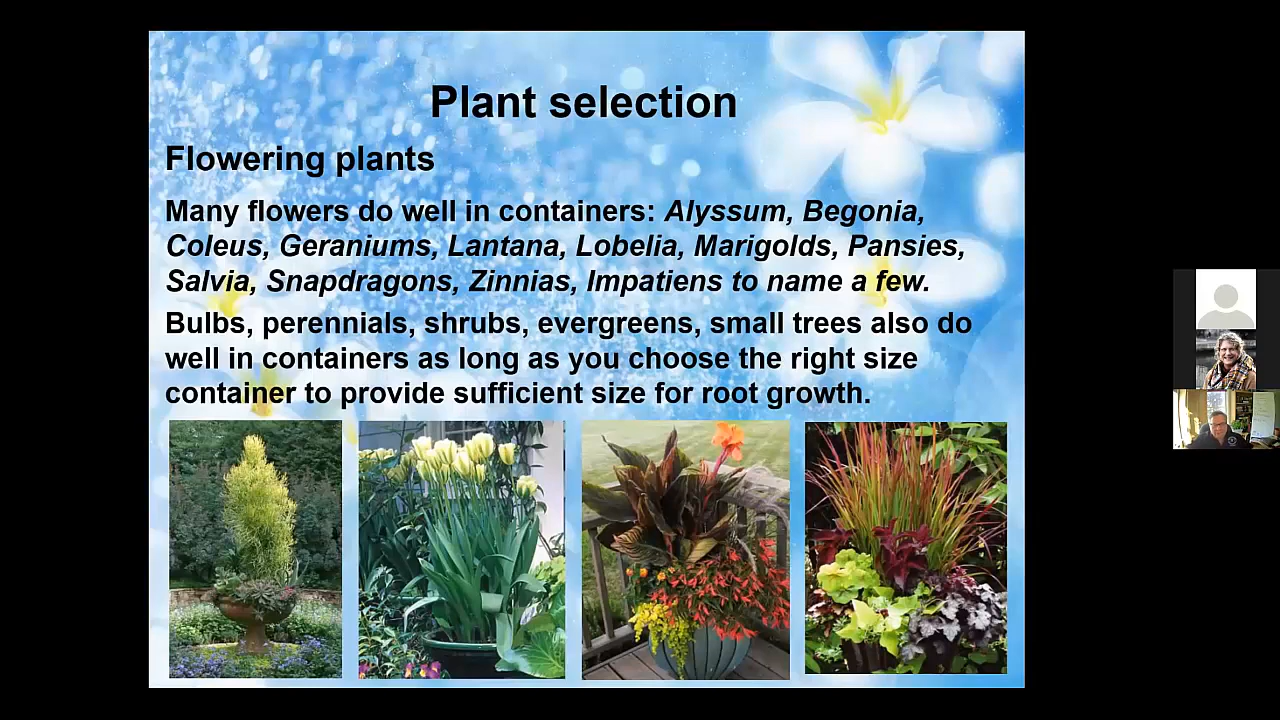 Plant selection
Flowering plants
Many flowers do well in containers: Alyssum, Begonia,
Coleus, Geraniums, Lantana, Lobelia, Marigolds, Pansies,
Salvia, Snapdragons, Zinnias, Impatiens to name a few.
Bulbs, perennials, shrubs, evergreens, small trees also do
well in containers as long as you choose the right size
container to provide sufficient size for root growth.